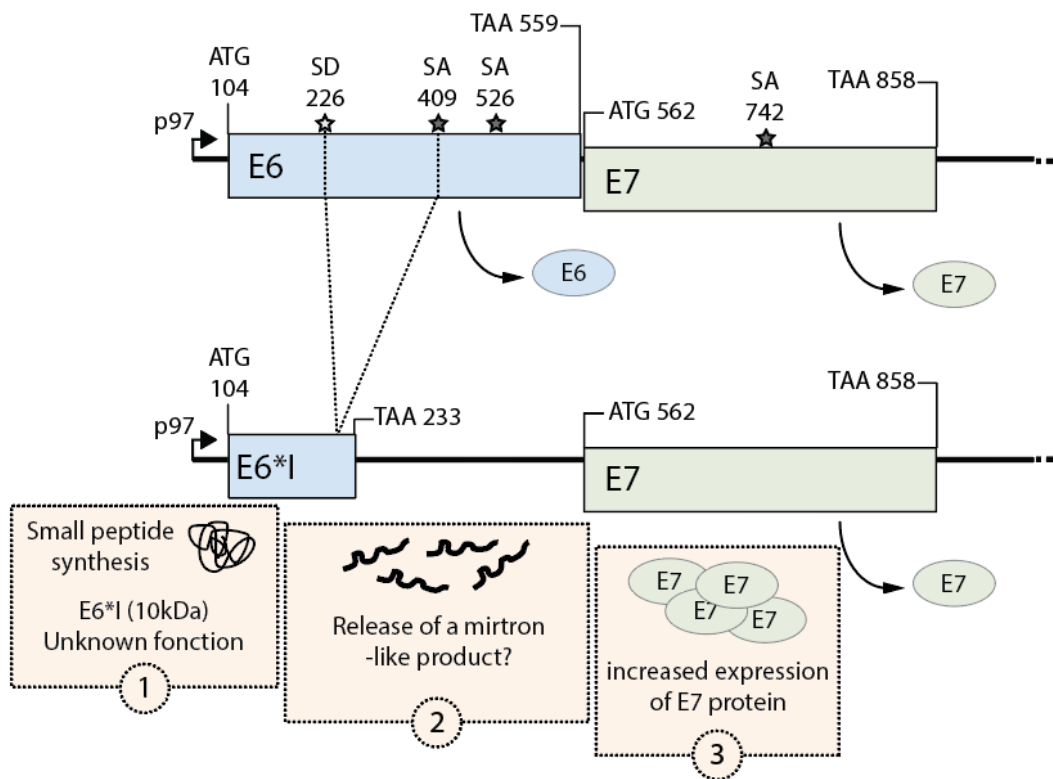 TAA 559
ATG
104
SD
226
SA
409
SA
526
ATG 562
SA
742
TAA 858
p97
E6
E7
E6
E7
ATG
104
TAA 233
ATG 562
TAA 858
p97
E6*I
E7
E7
Small peptide
synthesis
E6*I (10kDa)
Unknown fonction
1
Release of a mirtron
-like product?
2
E7
E7
E7
E7
increased expression
of E7 protein
3